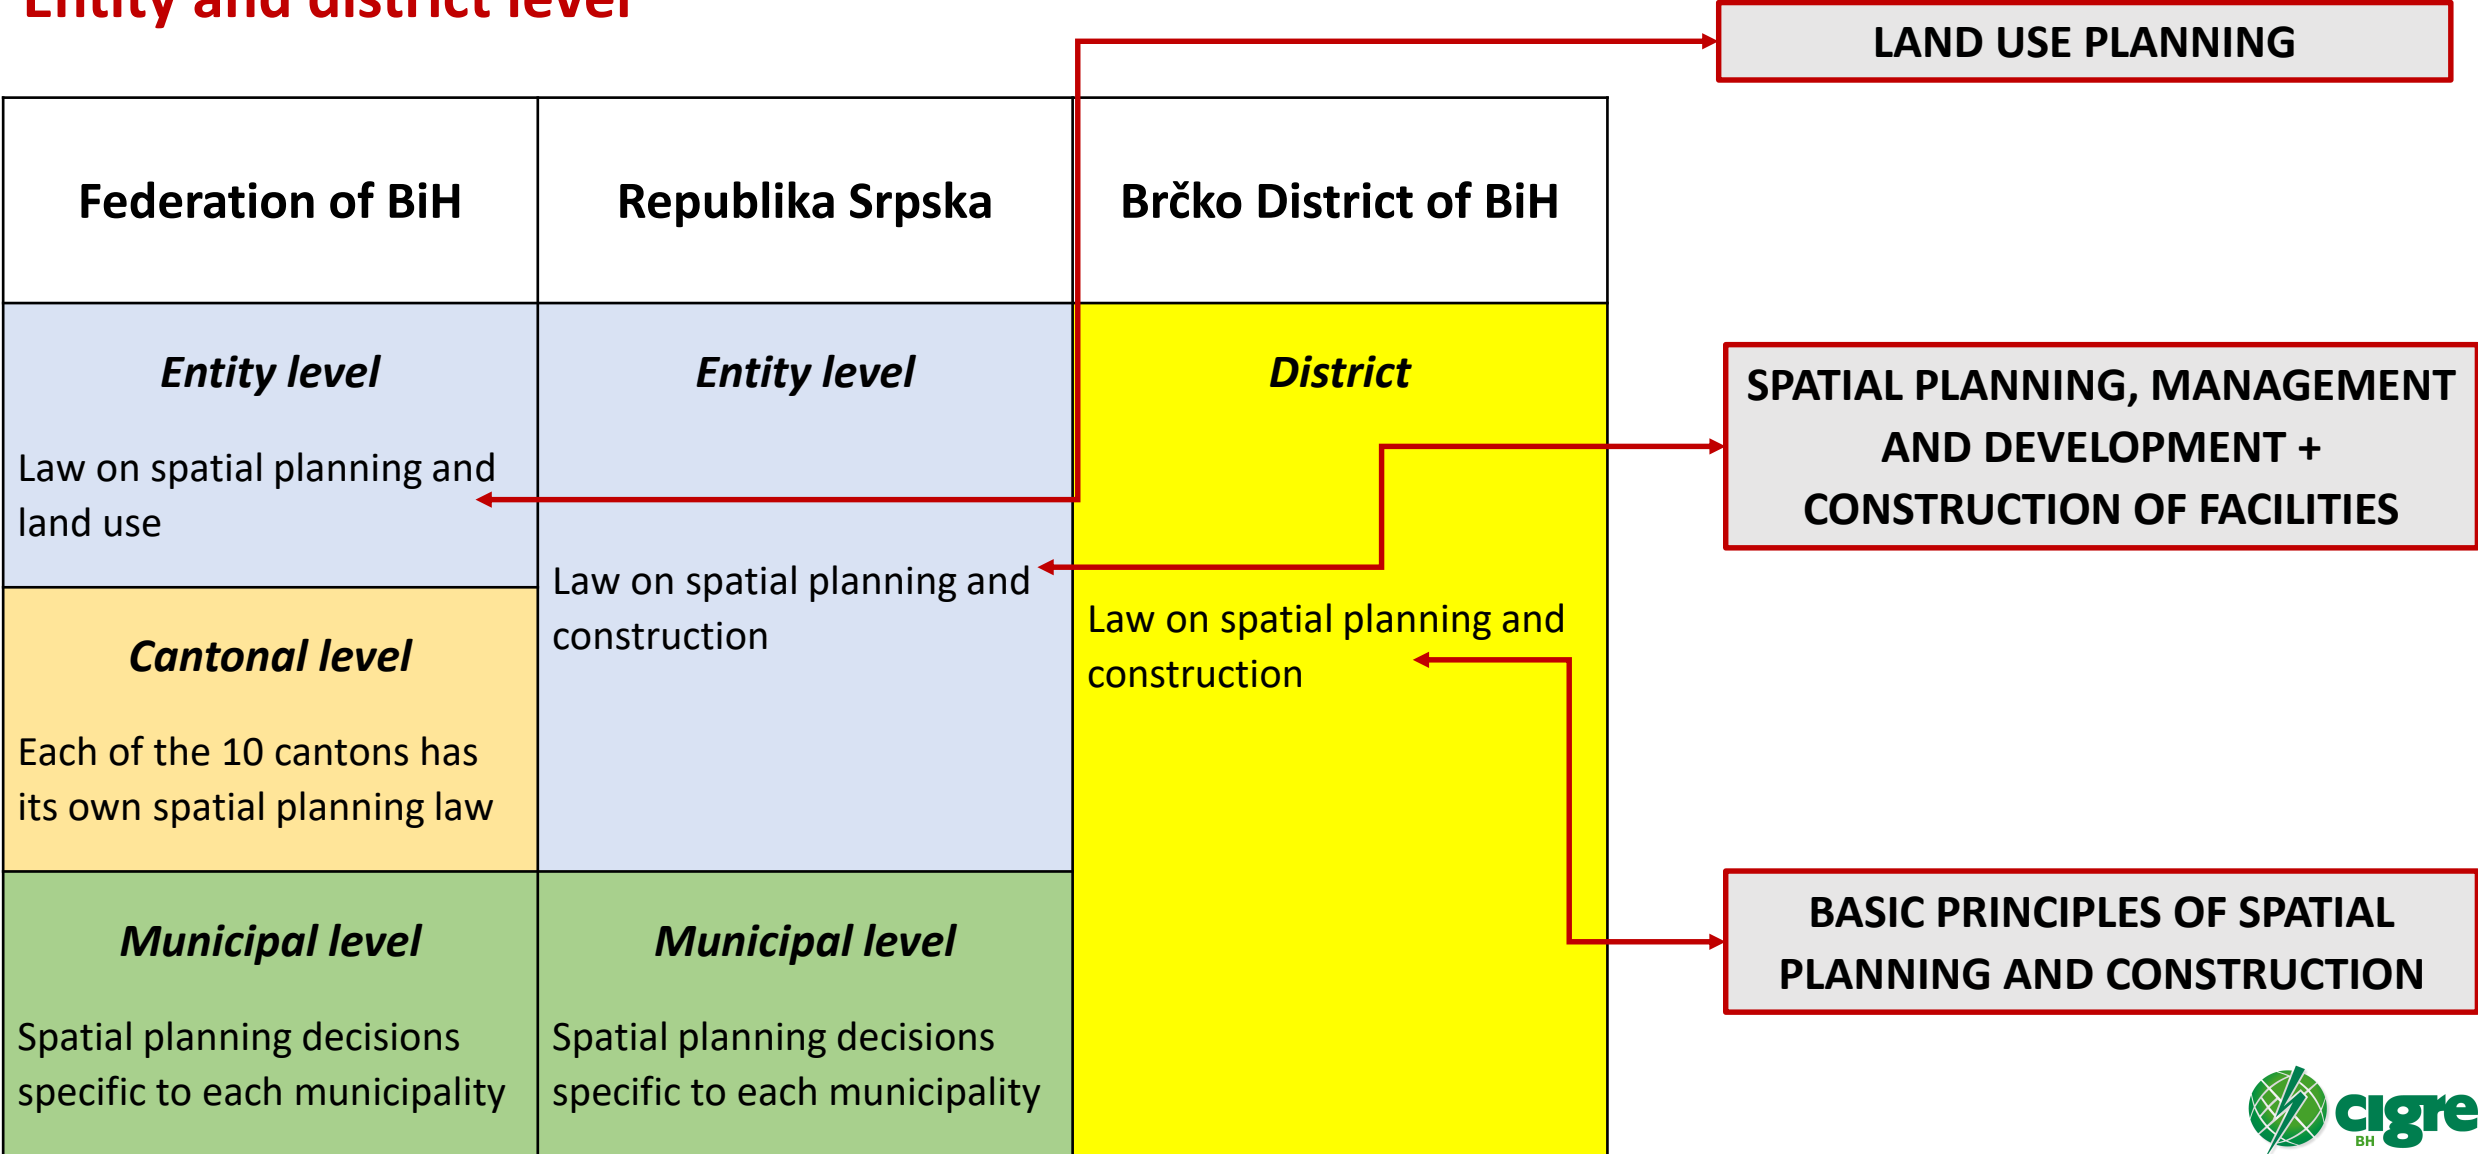 Entity and district level
LAND USE PLANNING
Federation of BiH
Republika Srpska
Brčko District of BiH
Entity level
Law on spatial planning and
land use
Entity level
Law on spatial planning and
construction
District
Law on spatial planning and
construction
SPATIAL PLANNING, MANAGEMENT
AND DEVELOPMENT +
CONSTRUCTION OF FACILITIES
Cantonal level
Each of the 10 cantons has
its own spatial planning law
Municipal level
Spatial planning decisions
specific to each municipality
Municipal level
Spatial planning decisions
specific to each municipality
BASIC PRINCIPLES OF SPATIAL
PLANNING AND CONSTRUCTION
cigre
BH